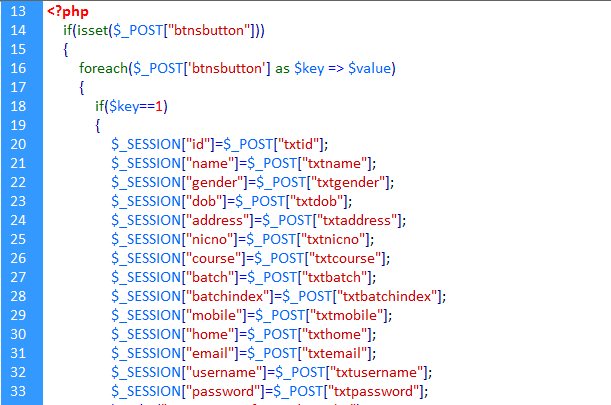 13 <?php
14 if(isset($_POST["btnsbutton"]))
15 {
16 foreach($_POST['btnsbutton'] as $key => $value)
17 {
18 if($key==1)
19 {
20 $_SESSION["id"]=$_POST["txtid"];
21 $_SESSION["name"]=$_POST["txtname"];
22 $_SESSION["gender"]=$_POST["txtgender"];
23 $_SESSION["dob"]=$_POST["txtdob"];
24 $_SESSION["address"]=$_POST["txtaddress"];
25 $_SESSION["nicno"]=$_POST["txtnicno"];
26 $_SESSION["course"]=$_POST["txtcourse"];
27 $_SESSION["batch"]=$_POST["txtbatch"];
28 $_SESSION["batchindex"]=$_POST["txtbatchindex"];
29 $_SESSION["mobile"]=$_POST["txtmobile"];
30 $_SESSION["home"]=$_POST["txthome"];
31 $_SESSION["email"]=$_POST["txtemail"];
32 $_SESSION["username"]=$_POST["txtusername"];
33 $_SESSION["password"]=$_POST["txtpassword"];